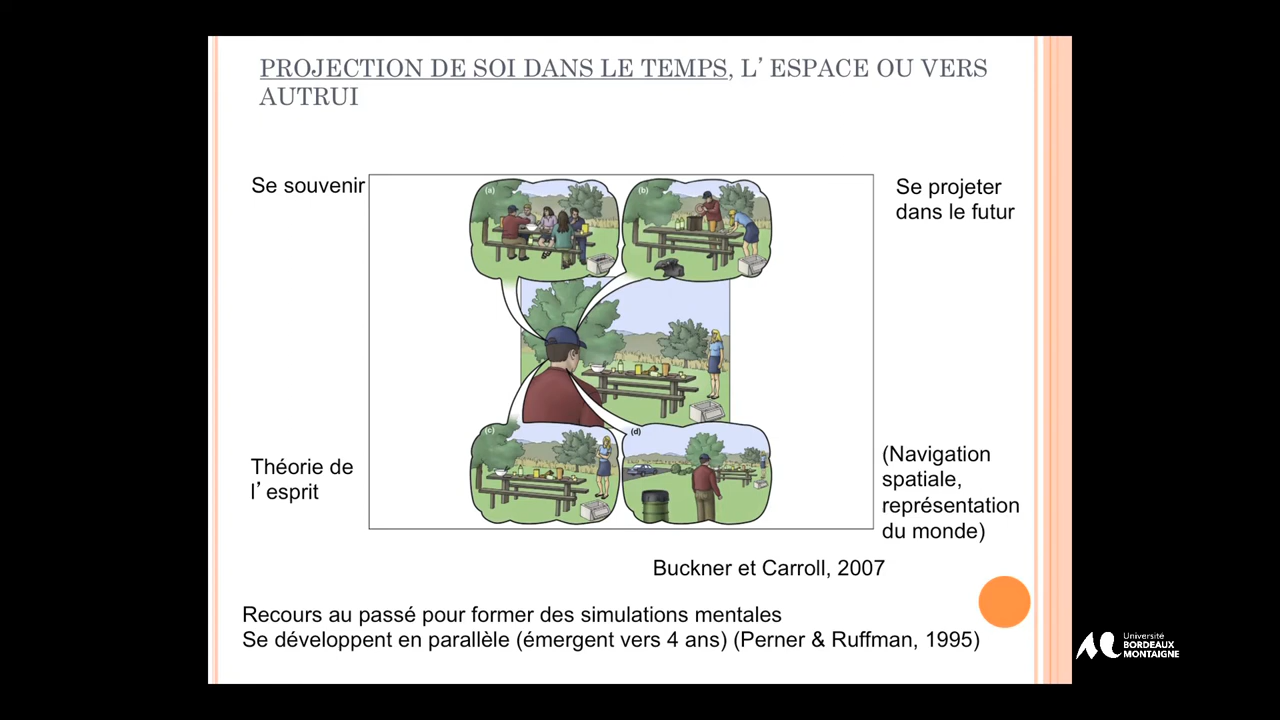 PROJECTION DE SOI DANS LE TEMPS, L’ ESPACE OU VERS
AUTRUI
Se souvenir
(a)
(b)
Se projeter
dans le futur
Théorie de
l’ esprit
(c)
(d)
(Navigation
spatiale,
représentation
du monde)
Buckner et Carroll, 2007
Recours au passé pour former des simulations mentales
Se développent en parallèle (émergent vers 4 ans) (Perner & Ruffman, 1995)
Université
BORDEAUX
MONTAIGNE